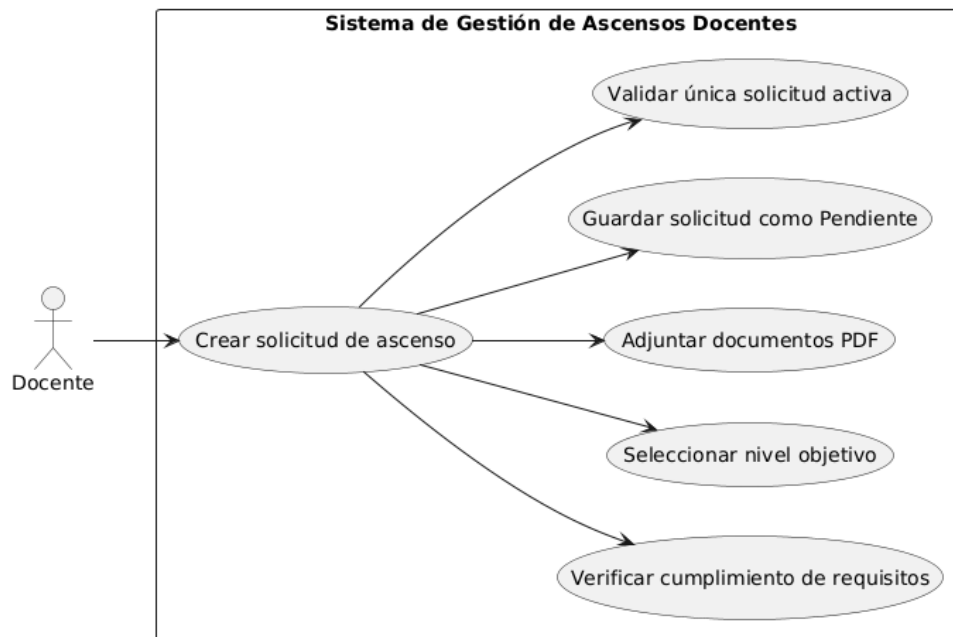 Sistema de Gestión de Ascensos Docentes
Validar única solicitud activa
Guardar solicitud como Pendiente
Docente
Crear solicitud de ascenso
Adjuntar documentos PDF
Seleccionar nivel objetivo
Verificar cumplimiento de requisitos